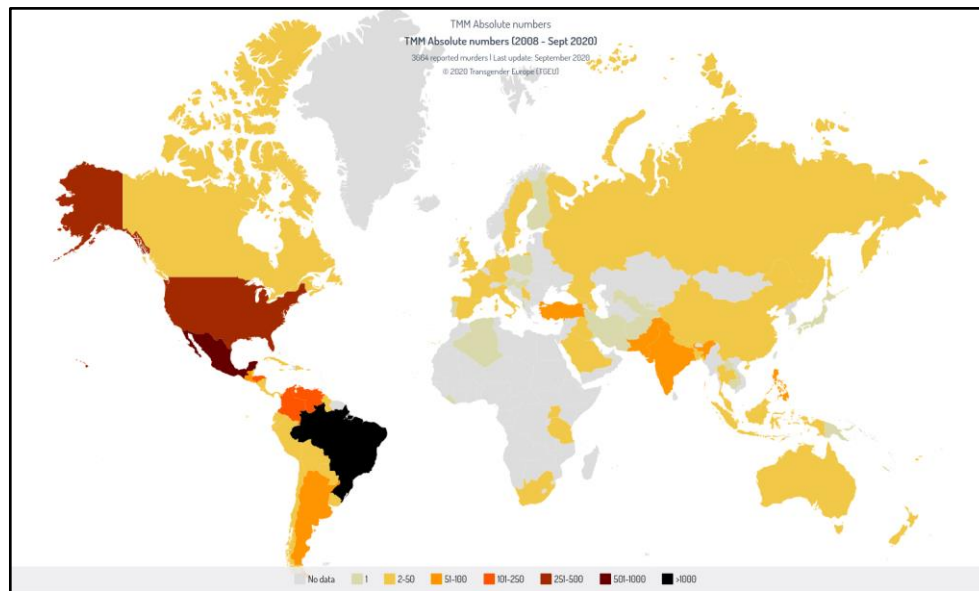 TMM Absolute numbers
TMM Absolute numbers (2008 - Sept 2020)
3664 reported murders | Last update: September 2020
© 2020 Transgender Europe (TGEU)
No data 1 2-50 51-100 101-250 251-500 501-1000 >1000